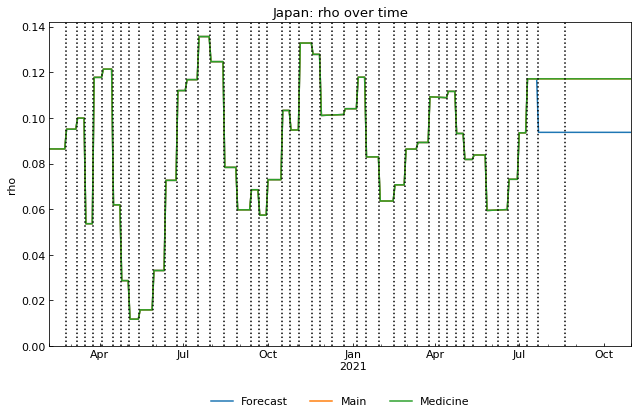 Japan: rho over time
0.14
0.12
0.10
0.08
0.06
0.04
0.02
0.00
rho
Apr Jul Oct Jan Apr Jul Oct
2021
Forecast Main Medicine